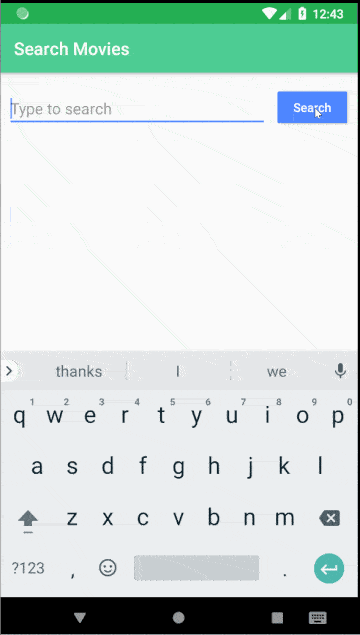 12:43
Search Movies
Type to search Search
thanks I we
1 2 3 4 5 6 7 8 9 0
q w e r t y u i o p
a s d f g h j k l
z x c v b n m
?123 , .